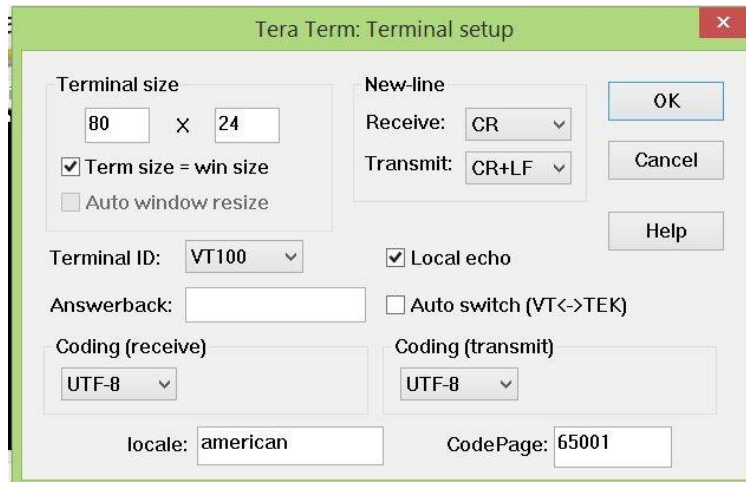 Tera Term: Terminal setup
Terminal size
80 X 24
Term size = win size
Auto window resize
New-line
Receive: CR
Transmit: CR+LF
OK
Cancel
Help
Terminal ID: VT100
Local echo
Answerback:
Auto switch (VT<->TEK)
Coding (receive)
UTF-8
Coding (transmit)
UTF-8
locale: american
CodePage: 65001